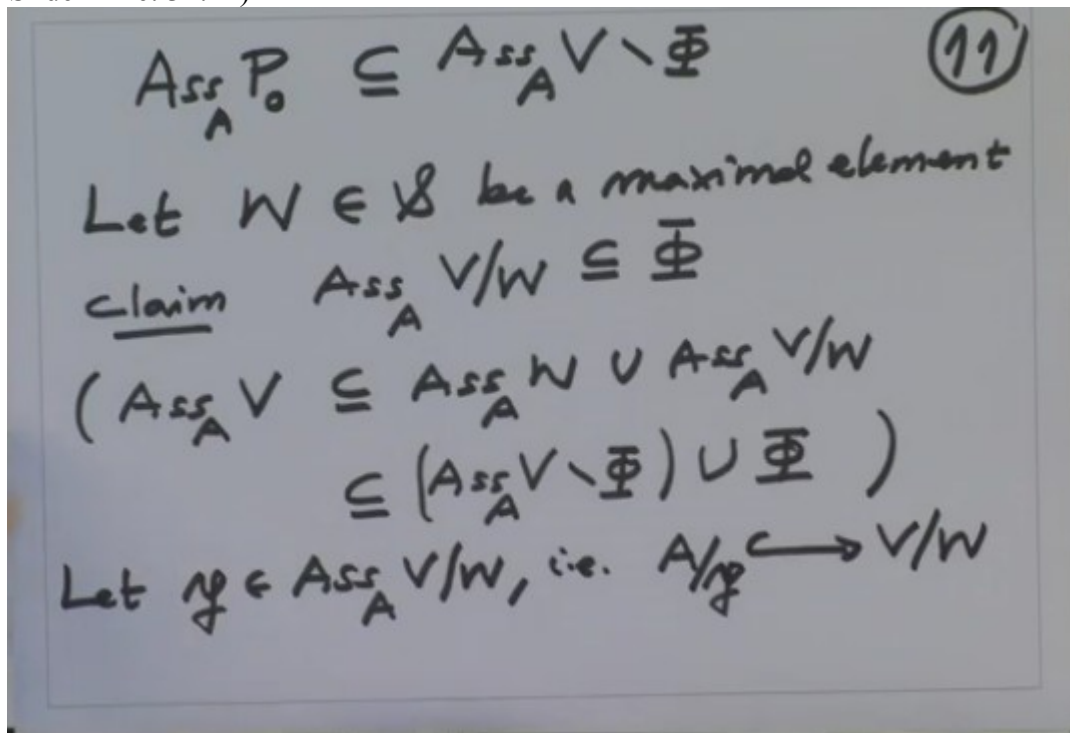 Ass_A P_0 ⊆ Ass_A V ∖ Φ
⑪
Let W ∈ 𝒮 be a maximal element
Claim Ass_A V/W ⊆ Φ
( Ass_A V ⊆ Ass_A W ∪ Ass_A V/W
⊆ (Ass_A V ∖ Φ) ∪ Φ )
Let 𝔭 ∈ Ass_A V/W, i.e. A/𝔭 ↪ V/W